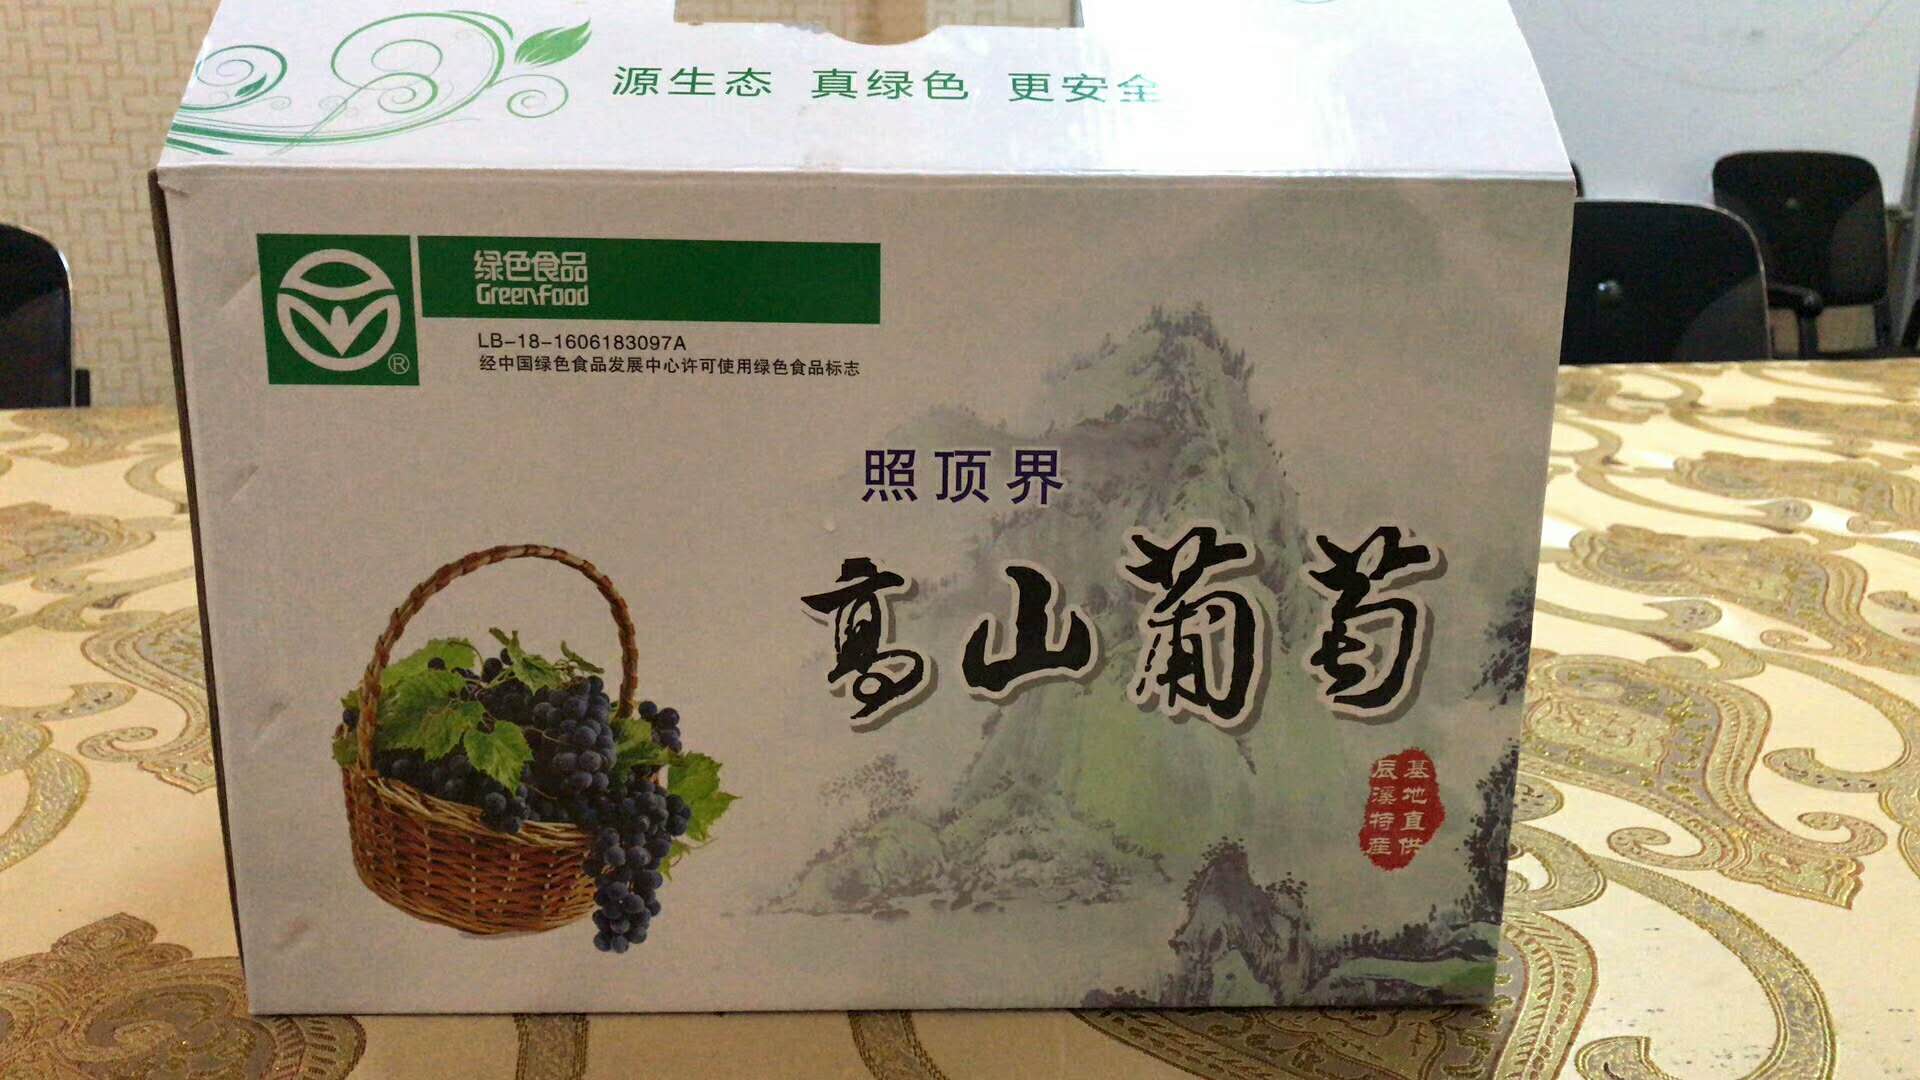 源生态 真绿色 更安全
绿色食品
GreenFood
®
LB-18-1606183097A
经中国绿色食品发展中心许可使用绿色食品标志
照顶界
高山葡萄
基地直供
辰溪特産